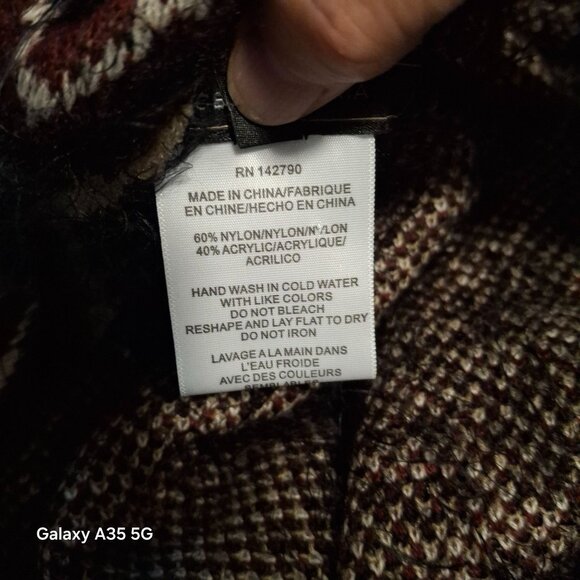 RN 142790
MADE IN CHINA/FABRIQUE
EN CHINE/HECHO EN CHINA
60% NYLON/NYLON/NYLON
40% ACRYLIC/ACRYLIQUE/
ACRILICO
HAND WASH IN COLD WATER
WITH LIKE COLORS
DO NOT BLEACH
RESHAPE AND LAY FLAT TO DRY
DO NOT IRON
LAVAGE A LA MAIN DANS
L'EAU FROIDE
AVEC DES COULEURS
SEMBLABLES
Galaxy A35 5G